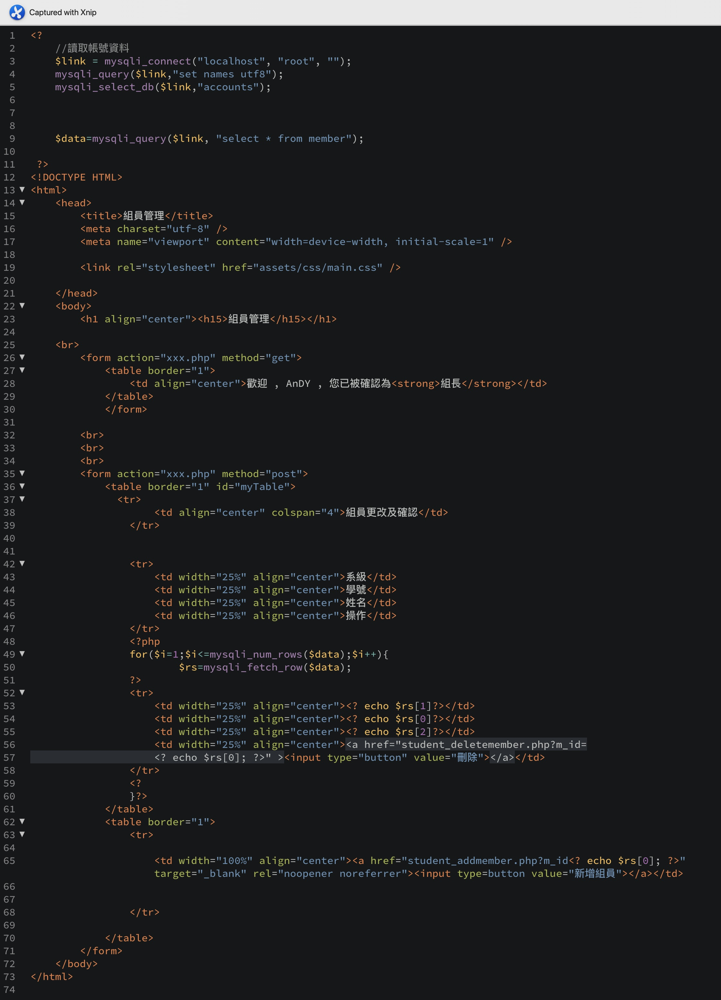 Captured with Xnip
1 <?
2 //讀取帳號資料
3 $link = mysqli_connect("localhost", "root", "");
4 mysqli_query($link,"set names utf8");
5 mysqli_select_db($link,"accounts");
6
7
8
9 $data=mysqli_query($link, "select * from member");
10
11 ?>
12 <!DOCTYPE HTML>
13 <html>
14 <head>
15 <title>組員管理</title>
16 <meta charset="utf-8" />
17 <meta name="viewport" content="width=device-width, initial-scale=1" />
18
19 <link rel="stylesheet" href="assets/css/main.css" />
20
21 </head>
22 <body>
23 <h1 align="center"><h15>組員管理</h15></h1>
24
25 <br>
26 <form action="xxx.php" method="get">
27 <table border="1">
28 <td align="center">歡迎 , AnDY , 您已被確認為<strong>組長</strong></td>
29 </table>
30 </form>
31
32 <br>
33 <br>
34 <br>
35 <form action="xxx.php" method="post">
36 <table border="1" id="myTable">
37 <tr>
38 <td align="center" colspan="4">組員更改及確認</td>
39 </tr>
40
41
42 <tr>
43 <td width="25%" align="center">系級</td>
44 <td width="25%" align="center">學號</td>
45 <td width="25%" align="center">姓名</td>
46 <td width="25%" align="center">操作</td>
47 </tr>
48 <?php
49 for($i=1;$i<=mysqli_num_rows($data);$i++){
50 $rs=mysqli_fetch_row($data);
51 ?>
52 <tr>
53 <td width="25%" align="center"><? echo $rs[1]?></td>
54 <td width="25%" align="center"><? echo $rs[0]?></td>
55 <td width="25%" align="center"><? echo $rs[2]?></td>
56 <td width="25%" align="center"><a href="student_deletemember.php?m_id=
57 <? echo $rs[0]; ?>" ><input type="button" value="刪除"></a></td>
58 </tr>
59 <?
60 }?>
61 </table>
62 <table border="1">
63 <tr>
64
65 <td width="100%" align="center"><a href="student_addmember.php?m_id<? echo $rs[0]; ?>"
target="_blank" rel="noopener noreferrer"><input type=button value="新增組員"></a></td>
66
67
68 </tr>
69
70 </table>
71 </form>
72 </body>
73 </html>
74